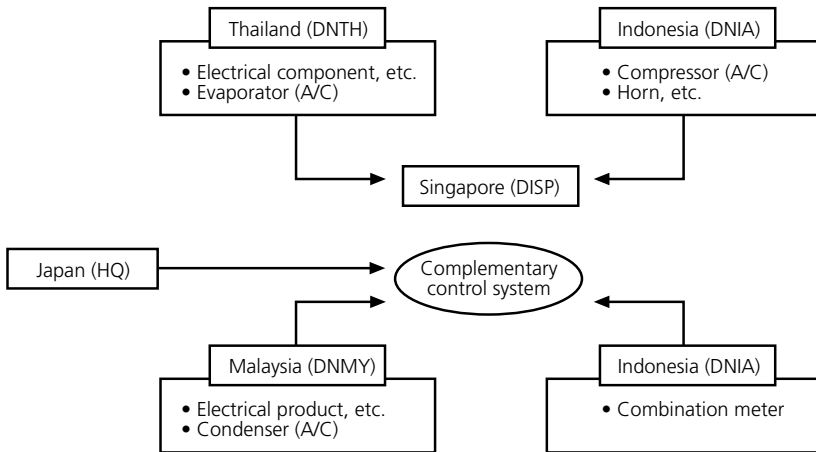 Thailand (DNTH)
• Electrical component, etc.
• Evaporator (A/C)
Indonesia (DNIA)
• Compressor (A/C)
• Horn, etc.
Singapore (DISP)
Japan (HQ)
Complementary
control system
Malaysia (DNMY)
• Electrical product, etc.
• Condenser (A/C)
Indonesia (DNIA)
• Combination meter